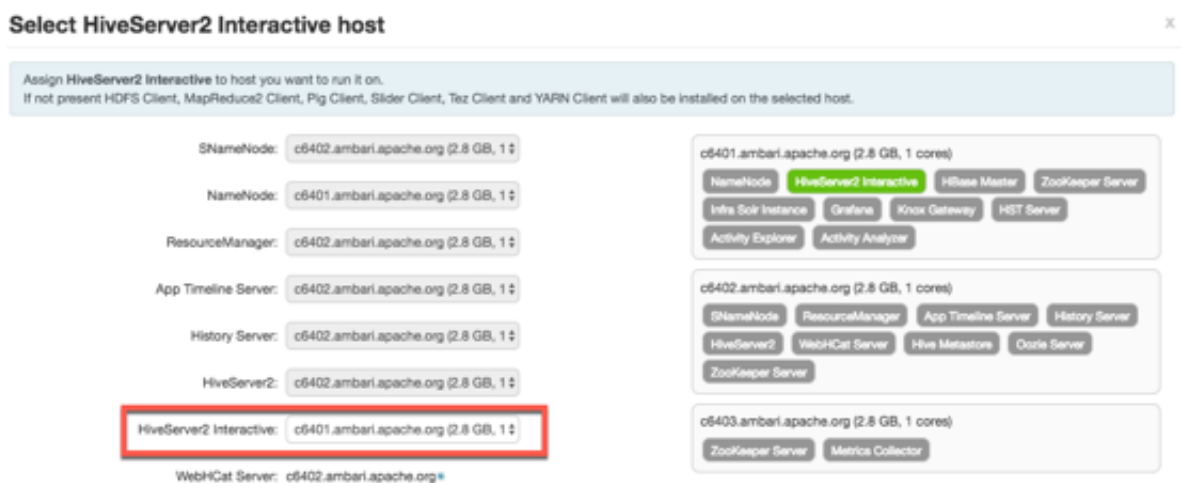 Select HiveServer2 Interactive host
x
Assign HiveServer2 Interactive to host you want to run it on.
If not present HDFS Client, MapReduce2 Client, Pig Client, Slider Client, Tez Client and YARN Client will also be installed on the selected host.
SNameNode: c6402.ambari.apache.org (2.8 GB, 1
NameNode: c6401.ambari.apache.org (2.8 GB, 1
ResourceManager: c6402.ambari.apache.org (2.8 GB, 1
App Timeline Server: c6402.ambari.apache.org (2.8 GB, 1
History Server: c6402.ambari.apache.org (2.8 GB, 1
HiveServer2: c6402.ambari.apache.org (2.8 GB, 1
HiveServer2 Interactive: c6401.ambari.apache.org (2.8 GB, 1
WebHCat Server: c6402.ambari.apache.org
c6401.ambari.apache.org (2.8 GB, 1 cores)
NameNode HiveServer2 Interactive HBase Master ZooKeeper Server
Infra Solr Instance Grafana Knox Gateway HST Server
Activity Explorer Activity Analyzer
c6402.ambari.apache.org (2.8 GB, 1 cores)
SNameNode ResourceManager App Timeline Server History Server
HiveServer2 WebHCat Server Hive Metastore Oozie Server
ZooKeeper Server
c6403.ambari.apache.org (2.8 GB, 1 cores)
ZooKeeper Server Metrics Collector